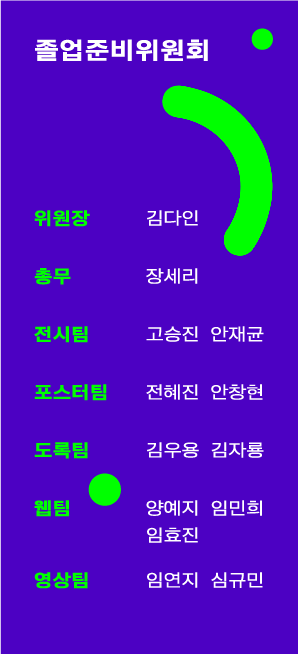 졸업준비위원회
위원장 김다인
총무 장세리
전시팀 고승진 안재균
포스터팀 전혜진 안창현
도록팀 김우용 김자룡
웹팀 양예지 임민희
임효진
영상팀 임연지 심규민